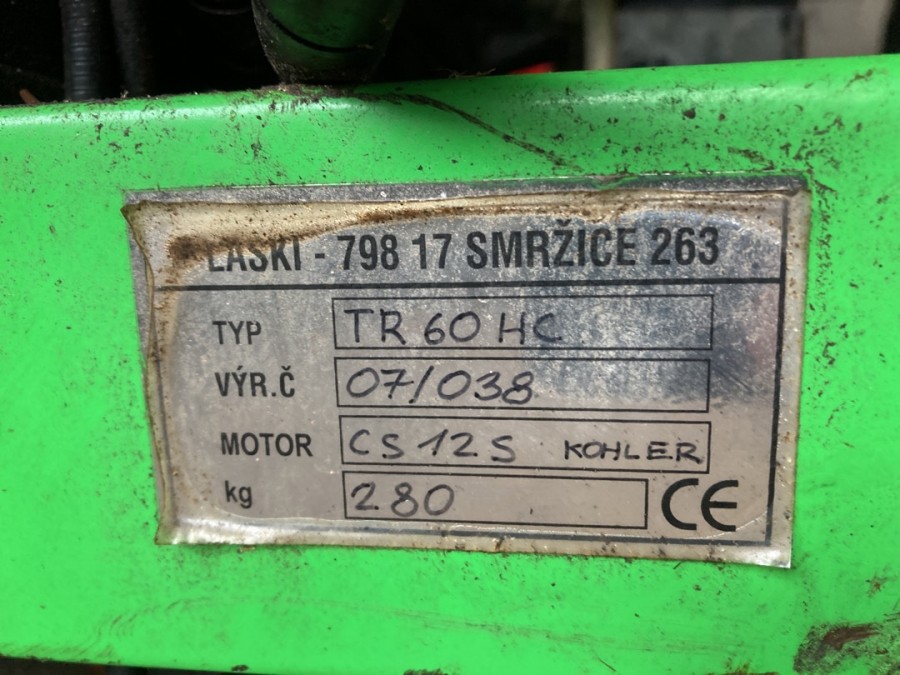 LASKI - 798 17 SMRŽICE 263
TYP TR 60 HC
VÝR.Č 07/038
MOTOR CS 12 S KOHLER
kg 280 CE